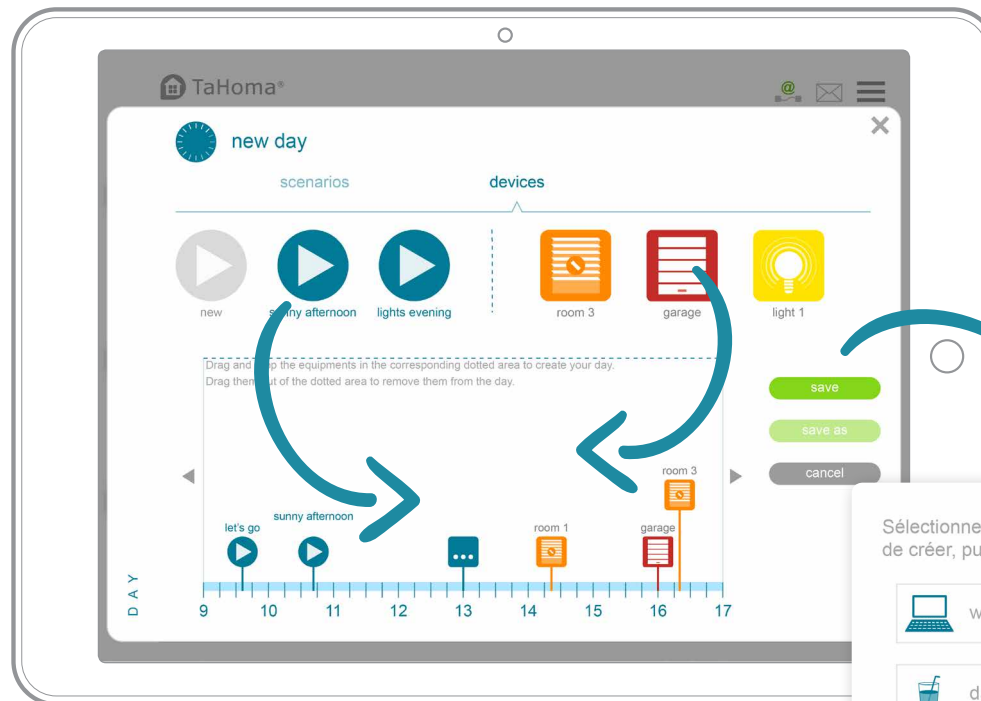 TaHoma®
@
new day
scenarios
devices
new
sunny afternoon
lights evening
room 3
garage
light 1
Drag and drop the equipments in the corresponding dotted area to create your day.
Drag them out of the dotted area to remove them from the day.
save
save as
cancel
room 3
let's go
sunny afternoon
room 1
garage
DAY
9 10 11 12 13 14 15 16 17
Sélectionne
de créer, pu
w
d